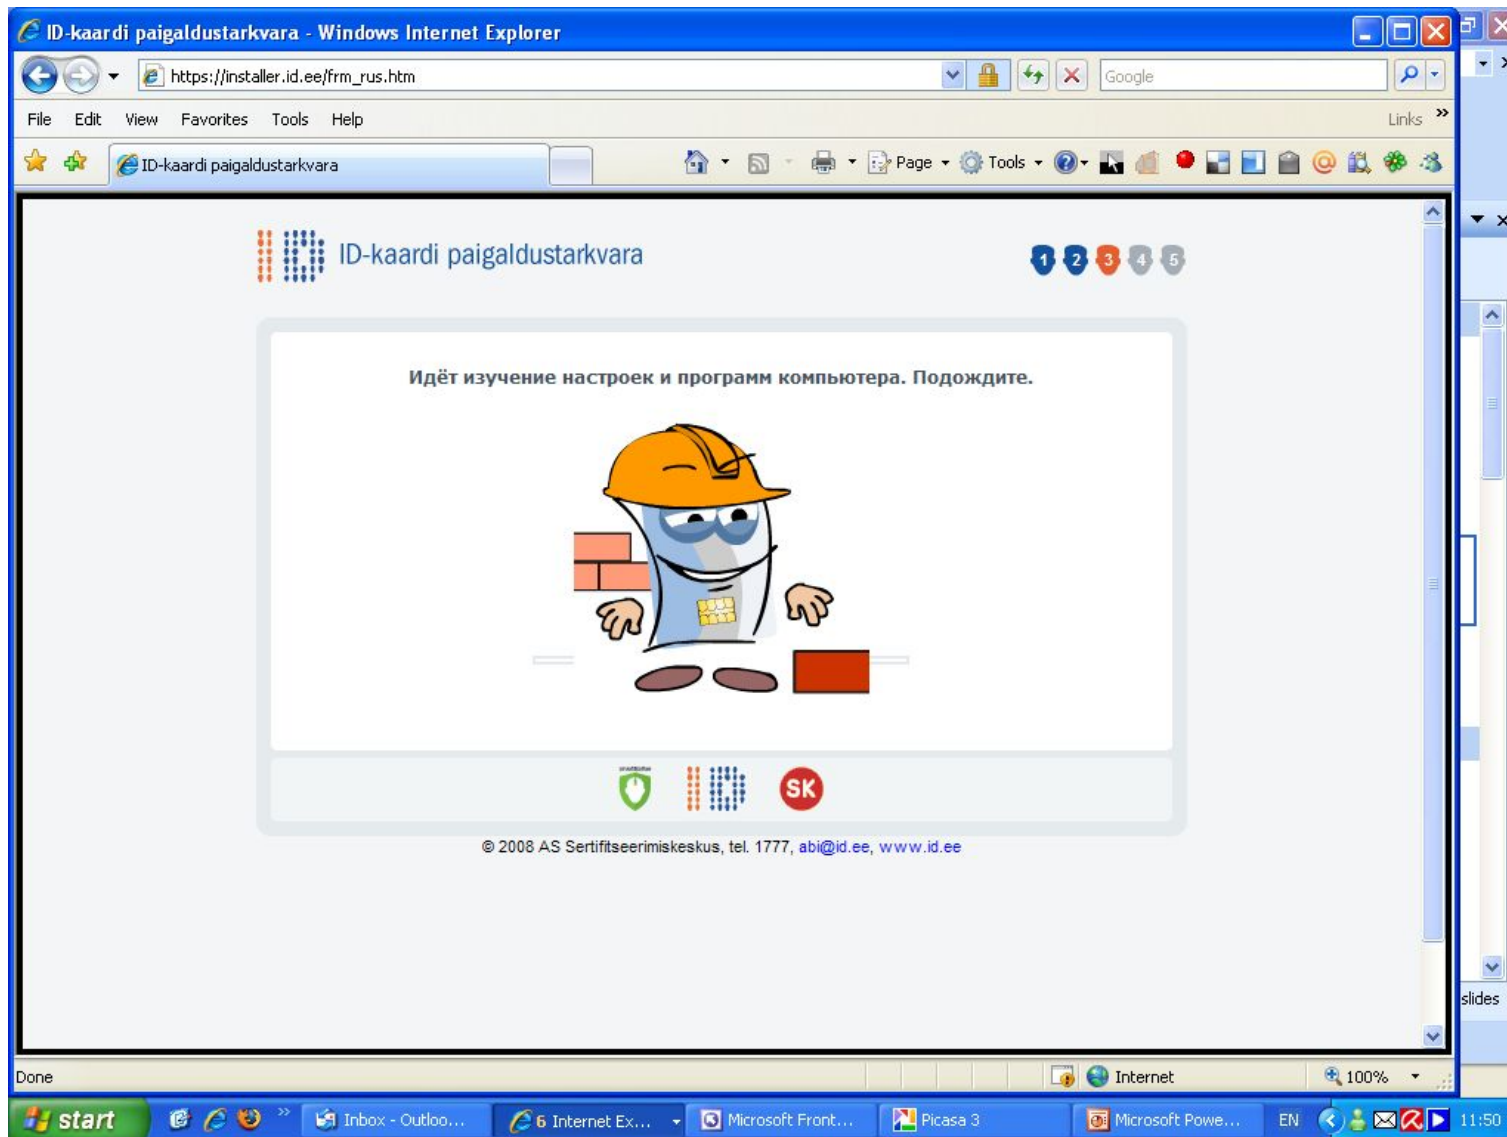 ID-kaardi paigaldustarkvara - Windows Internet Explorer
https://installer.id.ee/frm_rus.htm
Google
File Edit View Favorites Tools Help
Links »
ID-kaardi paigaldustarkvara
Page Tools
ID-kaardi paigaldustarkvara
1 2 3 4 5
Идёт изучение настроек и программ компьютера. Подождите.
SK
© 2008 AS Sertifitseerimiskeskus, tel. 1777, abi@id.ee, www.id.ee
slides
Done
Internet
100%
start
»
Inbox - Outloo...
6 Internet Ex...
Microsoft Front...
Picasa 3
Microsoft Powe...
EN
11:50